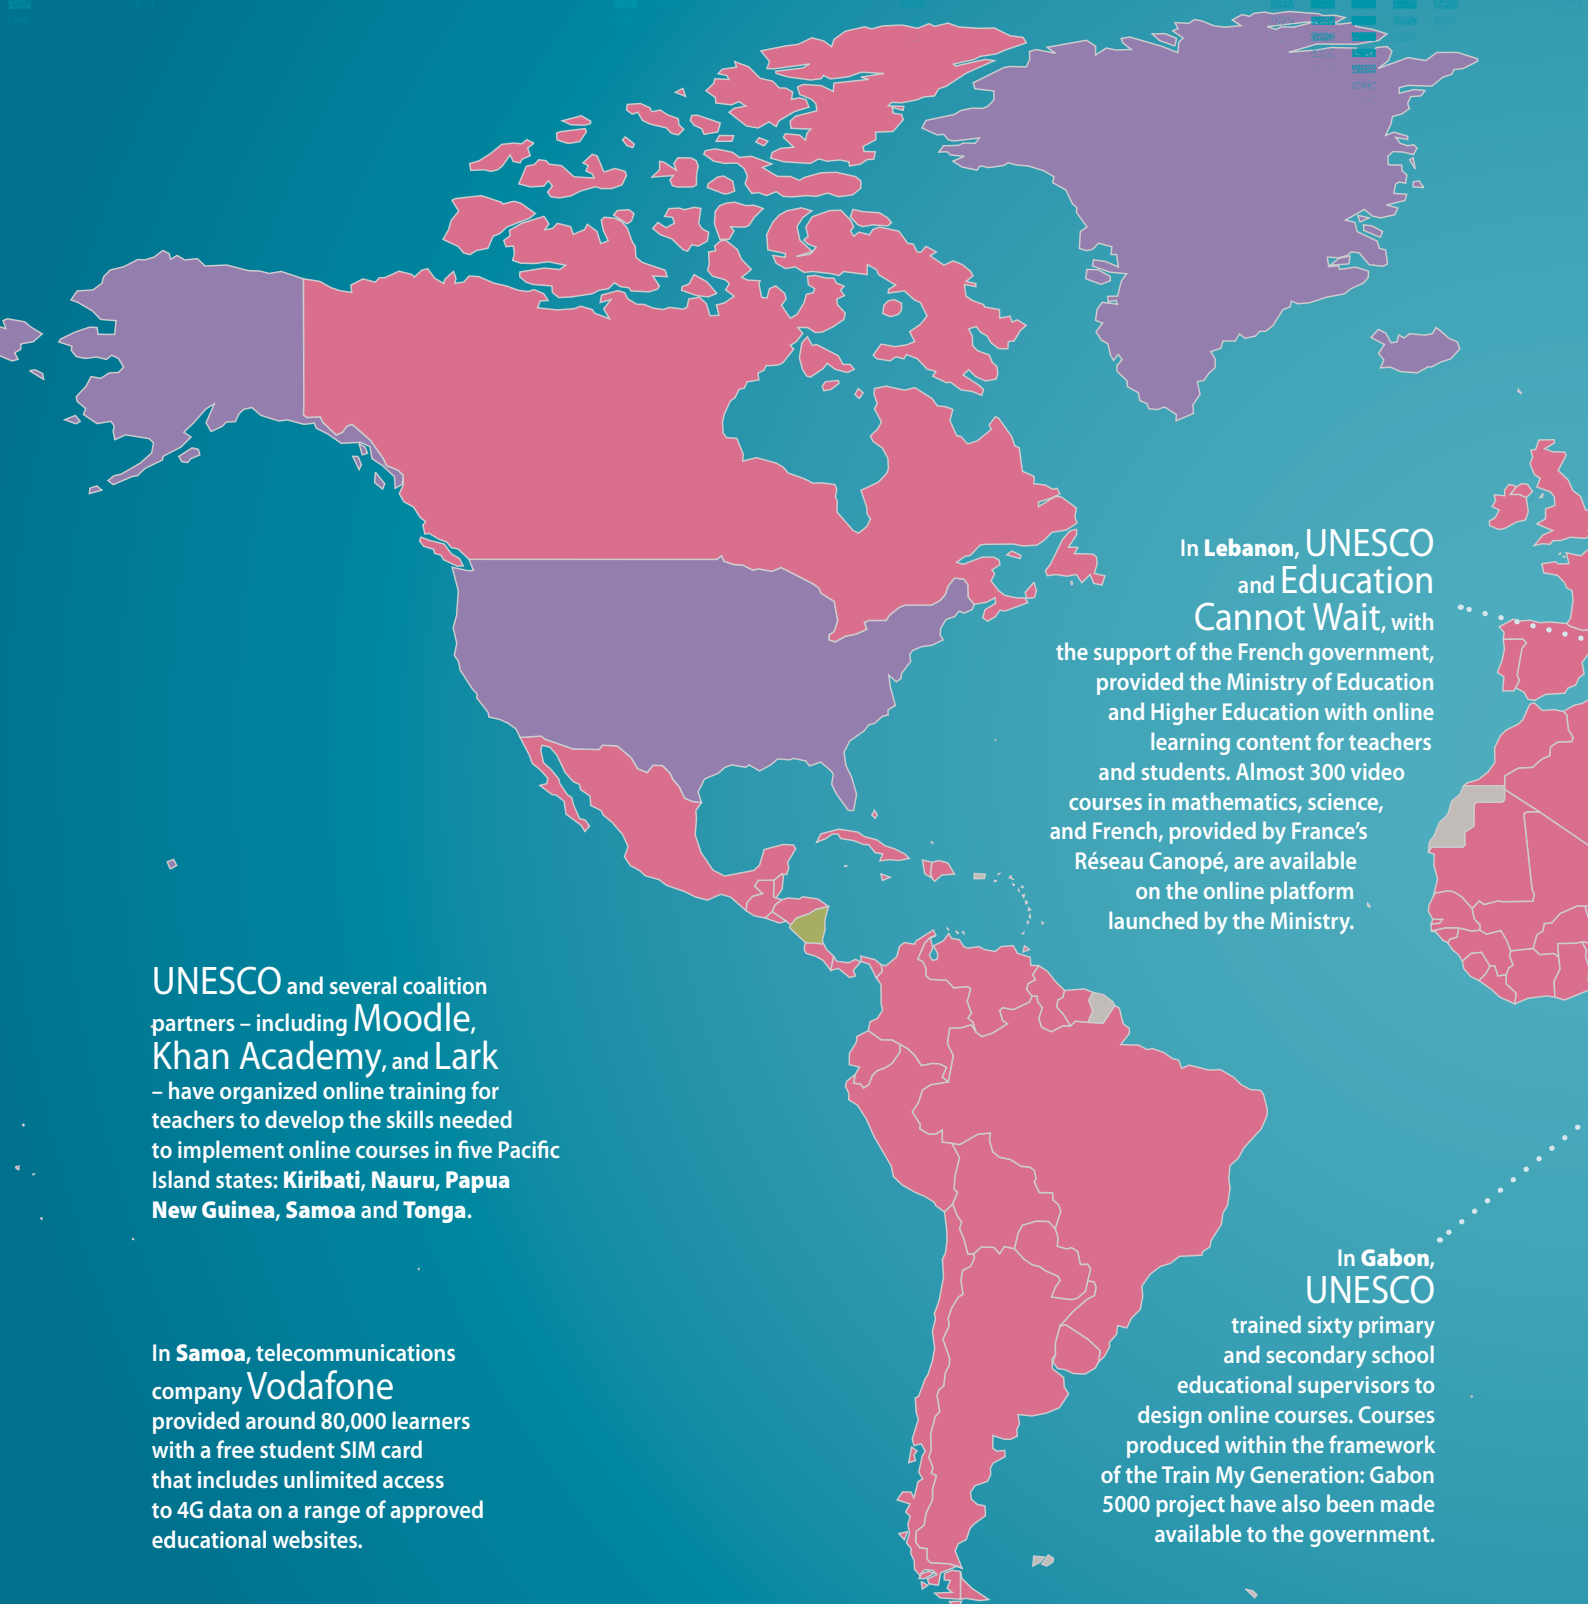 In Lebanon, UNESCO
and Education
Cannot Wait, with
the support of the French government,
provided the Ministry of Education
and Higher Education with online
learning content for teachers
and students. Almost 300 video
courses in mathematics, science,
and French, provided by France’s
Réseau Canopé, are available
on the online platform
launched by the Ministry.
UNESCO and several coalition
partners – including Moodle,
Khan Academy, and Lark
– have organized online training for
teachers to develop the skills needed
to implement online courses in five Pacific
Island states: Kiribati, Nauru, Papua
New Guinea, Samoa and Tonga.
In Samoa, telecommunications
company Vodafone
provided around 80,000 learners
with a free student SIM card
that includes unlimited access
to 4G data on a range of approved
educational websites.
In Gabon,
UNESCO
trained sixty primary
and secondary school
educational supervisors to
design online courses. Courses
produced within the framework
of the Train My Generation: Gabon
5000 project have also been made
available to the government.